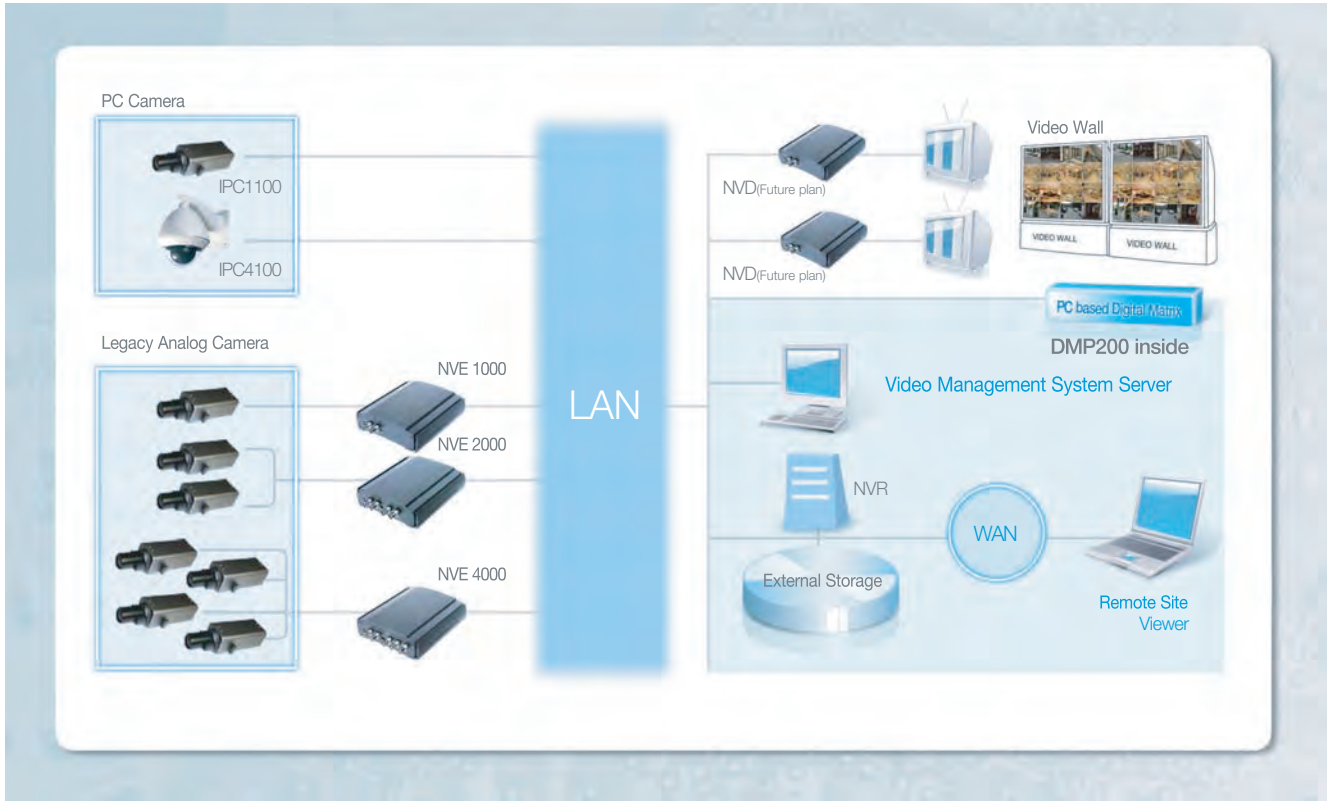 PC Camera
IPC1100
IPC4100
Legacy Analog Camera
NVE 1000
NVE 2000
NVE 4000
LAN
NVD(Future plan)
NVD(Future plan)
Video Wall
VIDEO WALL
VIDEO WALL
PC based Digital Matrix
DMP200 inside
Video Management System Server
NVR
WAN
External Storage
Remote Site
Viewer